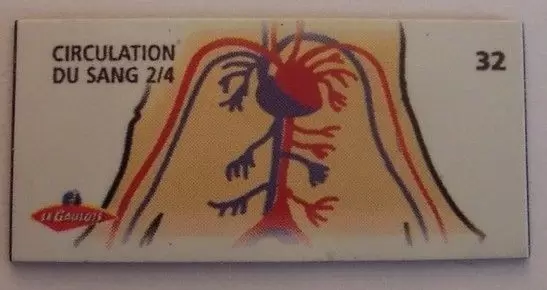 CIRCULATION
DU SANG 2/4
32
LE GAULOIS